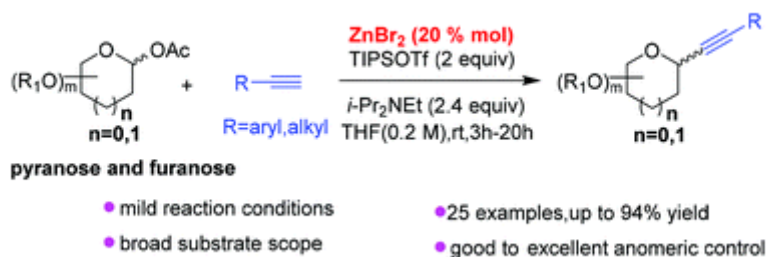 O
OAc
(R₁O)m
( )n
n=0,1
+
R
R=aryl,alkyl
ZnBr₂ (20 % mol)
TIPSOTf (2 equiv)
i-Pr₂NEt (2.4 equiv)
THF(0.2 M),rt,3h-20h
R
O
(R₁O)m
( )n
n=0,1
pyranose and furanose
mild reaction conditions
25 examples,up to 94% yield
broad substrate scope
good to excellent anomeric control